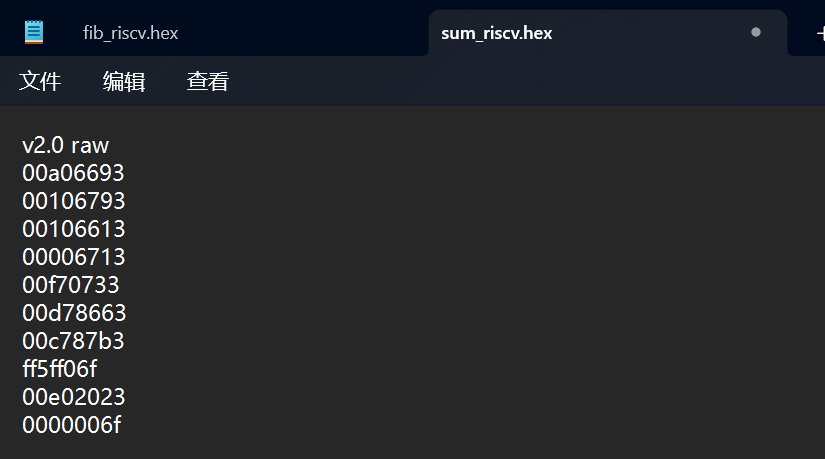 fib_riscv.hex
sum_riscv.hex
文件 编辑 查看
v2.0 raw
00a06693
00106793
00106613
00006713
00f70733
00d78663
00c787b3
ff5ff06f
00e02023
0000006f